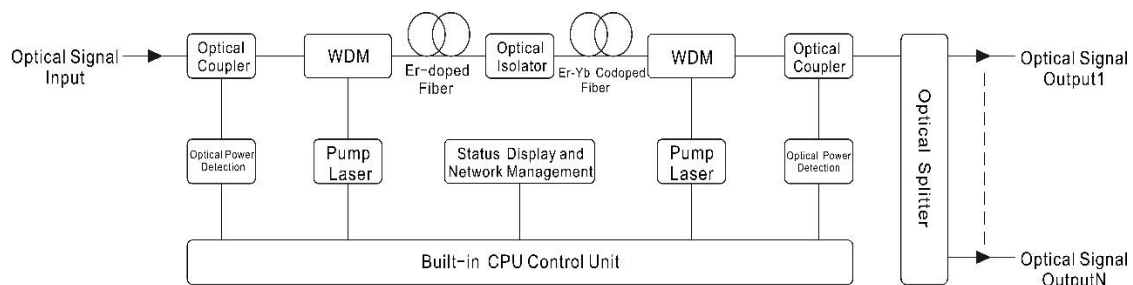 Optical Signal
Input
Optical
Coupler
WDM
Er-doped
Fiber
Optical
Isolator
Er-Yb Codoped
Fiber
WDM
Optical
Coupler
Optical Splitter
Optical Signal
Output1
Optical Power
Detection
Pump
Laser
Status Display and
Network Management
Pump
Laser
Optical Power
Detection
Built-in CPU Control Unit
Optical Signal
OutputN